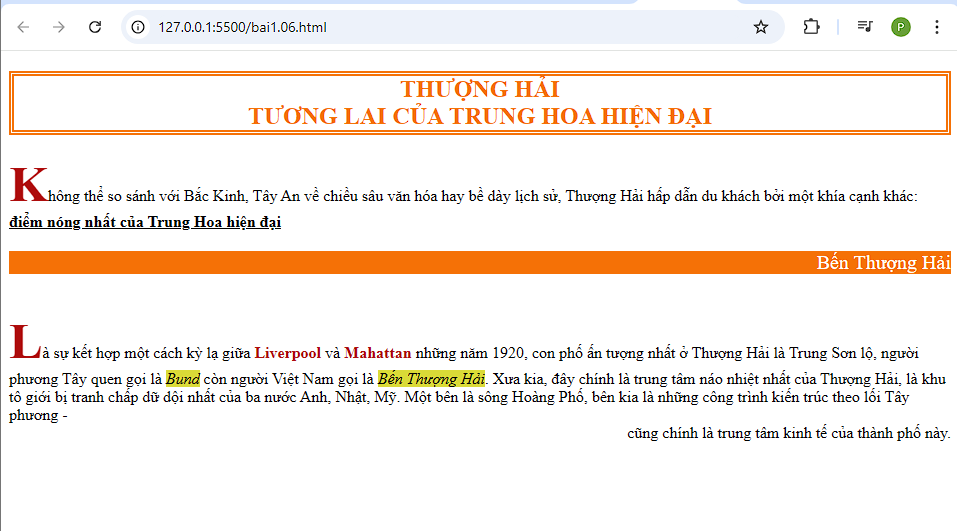 127.0.0.1:5500/bai1.06.html
P
THƯỢNG HẢI
TƯƠNG LAI CỦA TRUNG HOA HIỆN ĐẠI
Không thể so sánh với Bắc Kinh, Tây An về chiều sâu văn hóa hay bề dày lịch sử, Thượng Hải hấp dẫn du khách bởi một khía cạnh khác:
điểm nóng nhất của Trung Hoa hiện đại
Bến Thượng Hải
Là sự kết hợp một cách kỳ lạ giữa Liverpool và Mahattan những năm 1920, con phố ấn tượng nhất ở Thượng Hải là Trung Sơn lộ, người
phương Tây quen gọi là Bund còn người Việt Nam gọi là Bến Thượng Hải. Xưa kia, đây chính là trung tâm náo nhiệt nhất của Thượng Hải, là khu
tô giới bị tranh chấp dữ dội nhất của ba nước Anh, Nhật, Mỹ. Một bên là sông Hoàng Phố, bên kia là những công trình kiến trúc theo lối Tây
phương -
cũng chính là trung tâm kinh tế của thành phố này.